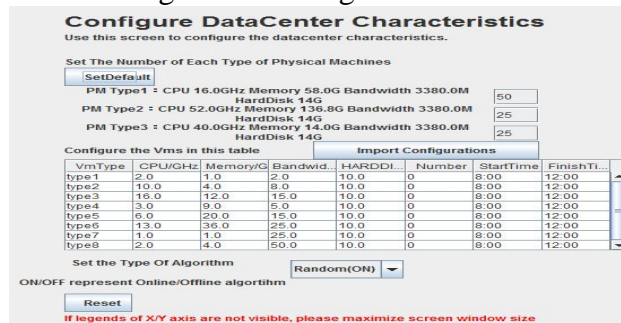 Configure DataCenter Characteristics
Use this screen to configure the datacenter characteristics.
Set The Number of Each Type of Physical Machines
SetDefault
PM Type1 : CPU 16.0GHz Memory 58.0G Bandwidth 3380.0M
HardDisk 14G
50
PM Type2 : CPU 52.0GHz Memory 136.8G Bandwidth 3380.0M
HardDisk 14G
25
PM Type3 : CPU 40.0GHz Memory 14.0G Bandwidth 3380.0M
HardDisk 14G
25
Configure the Vms in this table Import Configurations
VmType CPU/GHz Memory/G Bandwid... HARDDI... Number StartTime FinishTi...
type1 2.0 1.0 2.0 10.0 0 8:00 12:00
type2 10.0 4.0 8.0 10.0 0 8:00 12:00
type3 16.0 12.0 15.0 10.0 0 8:00 12:00
type4 3.0 9.0 5.0 10.0 0 8:00 12:00
type5 6.0 20.0 15.0 10.0 0 8:00 12:00
type6 13.0 36.0 25.0 10.0 0 8:00 12:00
type7 1.0 1.0 25.0 10.0 0 8:00 12:00
type8 2.0 4.0 50.0 10.0 0 8:00 12:00
Set the Type Of Algorithm Random(ON)
ON/OFF represent Online/Offline algortihm
Reset
If legends of X/Y axis are not visible, please maximize screen window size